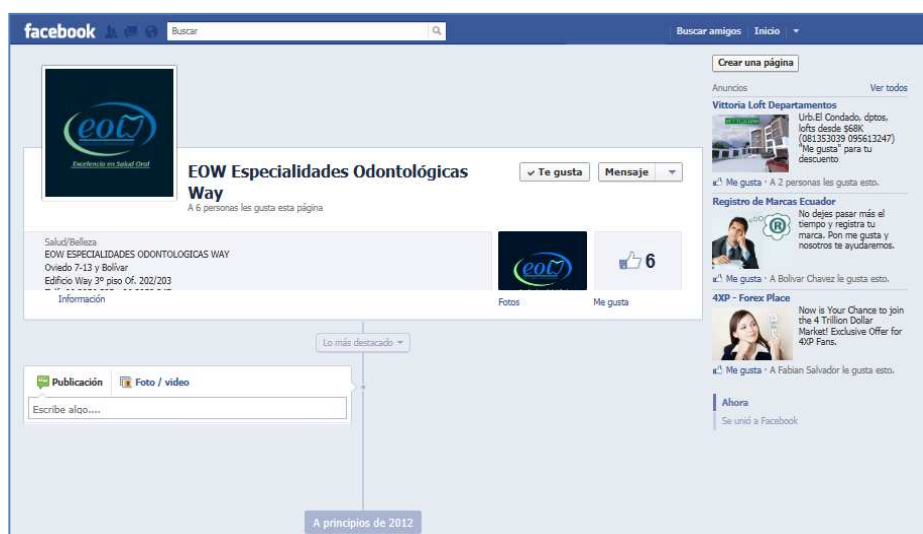 facebook
Buscar
Buscar amigos
Inicio
eow
Excelencia en Salud Oral
EOW Especialidades Odontológicas
Way
A 6 personas les gusta esta página
Te gusta
Mensaje
Salud/Belleza
EOW ESPECIALIDADES ODONTOLOGICAS WAY
Oviedo 7-13 y Bolívar
Edificio Way 3º piso Of. 202/203
Información
eow
Fotos
6
Me gusta
Lo más destacado
Publicación
Foto / vídeo
Escribe algo....
A principios de 2012
Crear una página
Anuncios
Ver todos
Vittoria Loft Departamentos
Urb.El Condado, dptos,
lofts desde $68K
(081353039 095613247)
"Me gusta" para tu
descuento
Me gusta · A 2 personas les gusta esto.
Registro de Marcas Ecuador
No dejes pasar más el
tiempo y registra tu
marca. Pon me gusta y
nosotros te ayudaremos.
Me gusta · A Bolivar Chavez le gusta esto.
4XP - Forex Place
Now is Your Chance to join
the 4 Trillion Dollar
Market! Exclusive Offer for
4XP Fans.
Me gusta · A Fabian Salvador le gusta esto.
Ahora
Se unió a Facebook